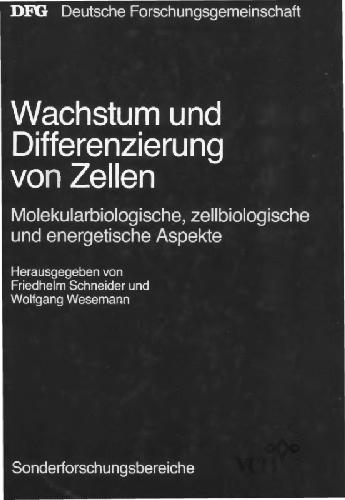 DFG Deutsche Forschungsgemeinschaft
Wachstum und
Differenzierung
von Zellen
Molekularbiologische, zellbiologische
und energetische Aspekte
Herausgegeben von
Friedhelm Schneider und
Wolfgang Wesemann
Sonderforschungsbereiche
VCH